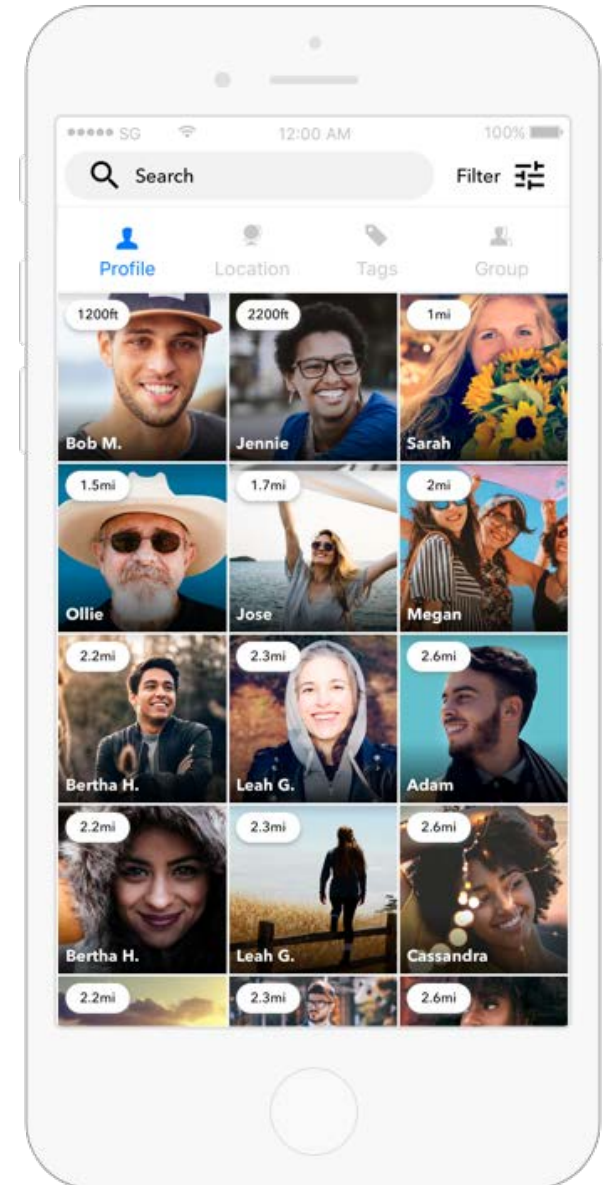 SG 12:00 AM 100%
Search Filter
Profile Location Tags Group
1200ft 2200ft 1mi
Bob M. Jennie Sarah
1.5mi 1.7mi 2mi
Ollie Jose Megan
2.2mi 2.3mi 2.6mi
Bertha H. Leah G. Adam
2.2mi 2.3mi 2.6mi
Bertha H. Leah G. Cassandra
2.2mi 2.3mi 2.6mi